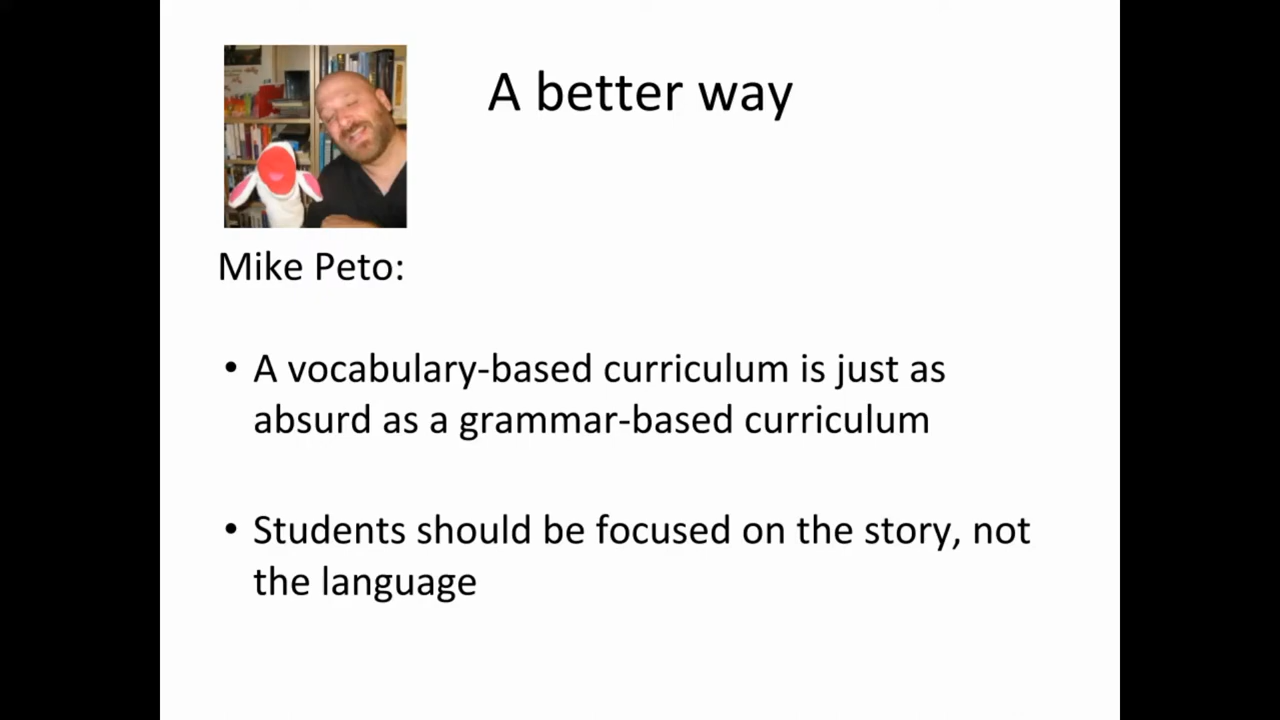 A better way
Mike Peto:
• A vocabulary-based curriculum is just as
absurd as a grammar-based curriculum
• Students should be focused on the story, not
the language